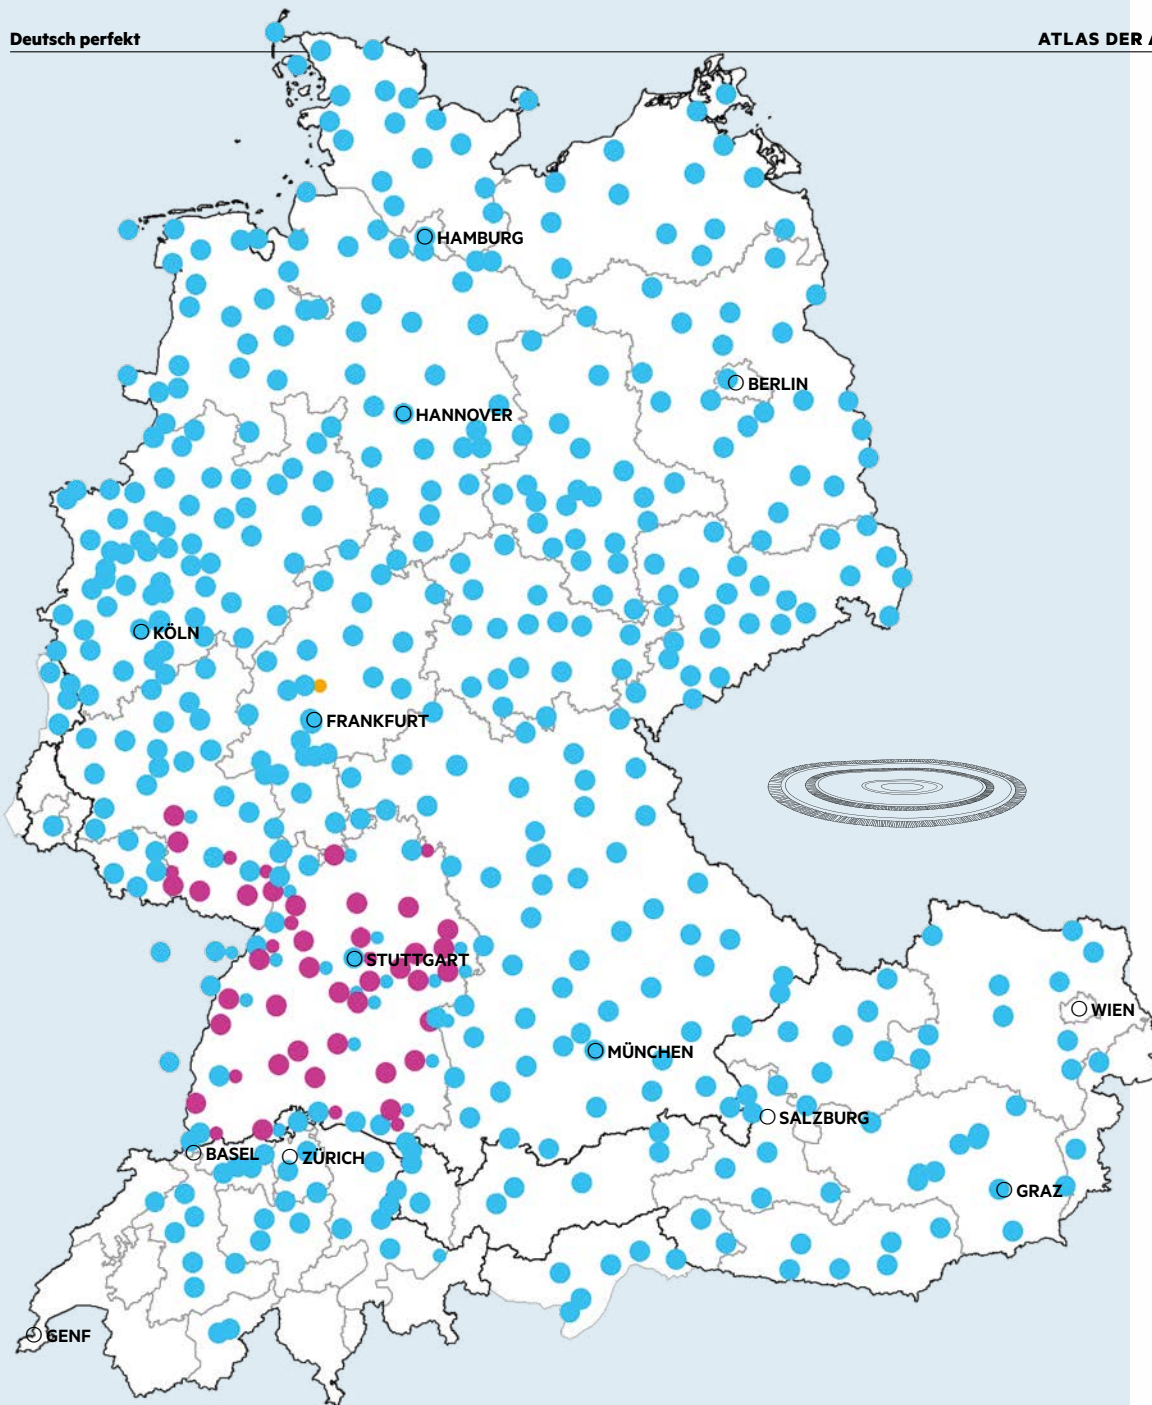 Deutsch perfekt
ATLAS DER A
HAMBURG
BERLIN
HANNOVER
KÖLN
FRANKFURT
STUTTGART
WIEN
MÜNCHEN
SALZBURG
BASEL
ZÜRICH
GRAZ
GENF